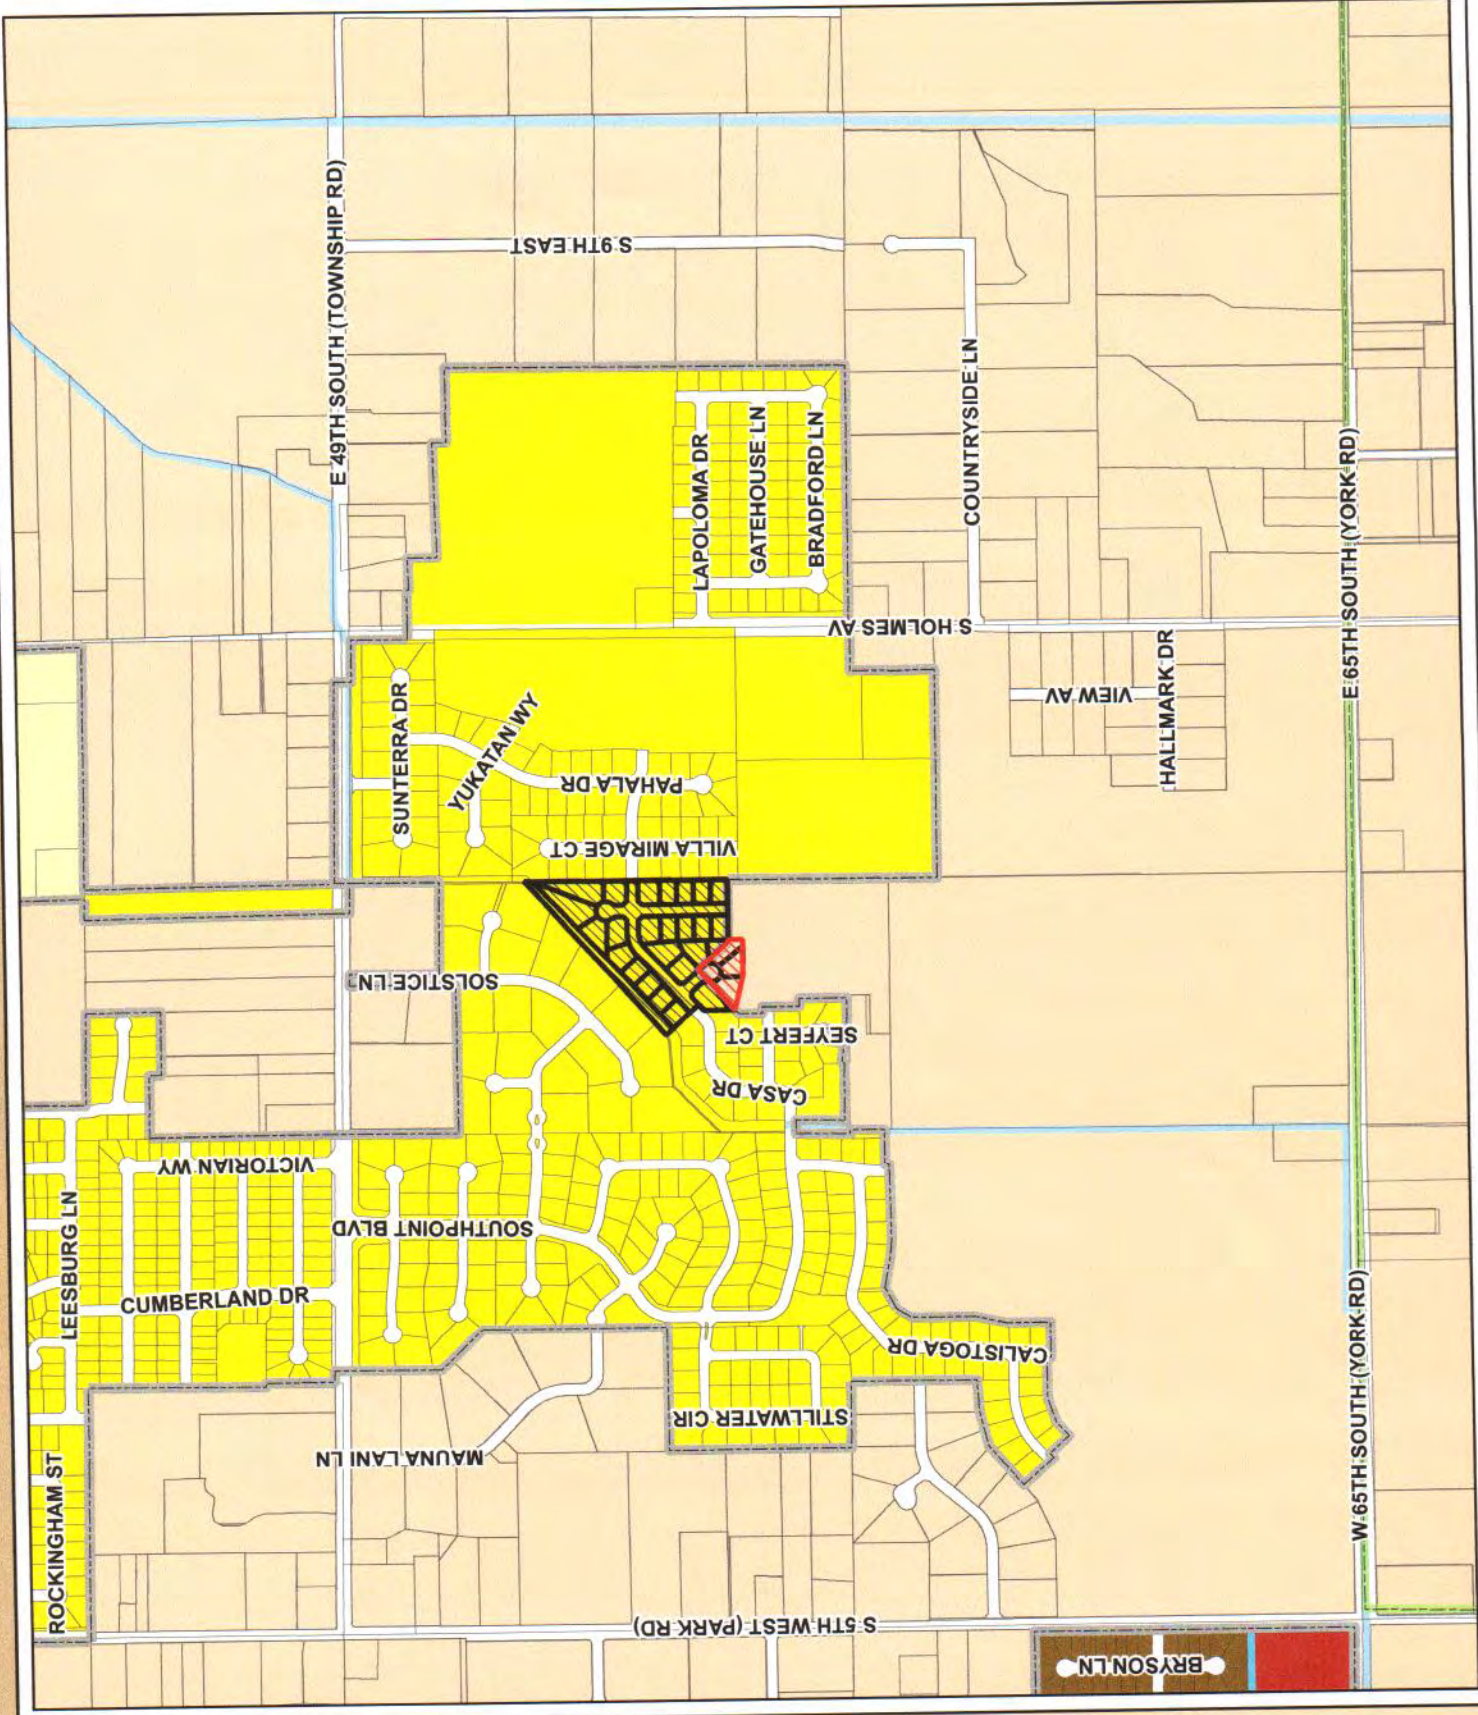 S 9TH EAST
E 49TH SOUTH (TOWNSHIP RD)
COUNTRYSIDE LN
LAPOLOMA DR
GATEHOUSE LN
BRADFORD LN
E 65TH SOUTH (YORK RD)
S HOLMES AV
SUNTERRA DR
YUKATAN WY
PAHALA DR
VIEW AV
HALLMARK DR
VILLA MIRAGE CT
SOLSTICE LN
SEYFERT CT
CASA DR
VICTORIAN WY
LEESBURG LN
SOUTHPOINT BLVD
CUMBERLAND DR
CALISTOGA DR
STILLWATER CIR
MAUNA LANI LN
W 65TH SOUTH (YORK RD)
ROCKINGHAM ST
S 5TH WEST (PARK RD)
BRYSON LN